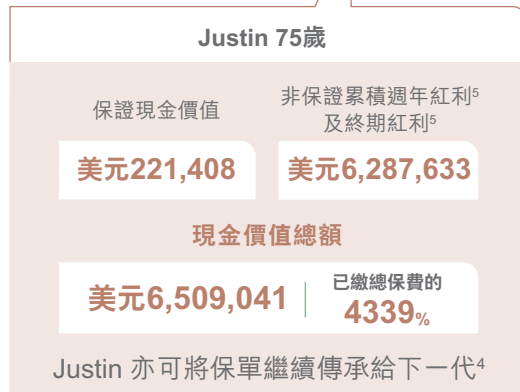 Justin 75歲
保證現金價值
非保證累積週年紅利⁵
及終期紅利⁵
美元221,408
美元6,287,633
現金價值總額
美元6,509,041
已繳總保費的
4339%
Justin 亦可將保單繼續傳承給下一代⁴